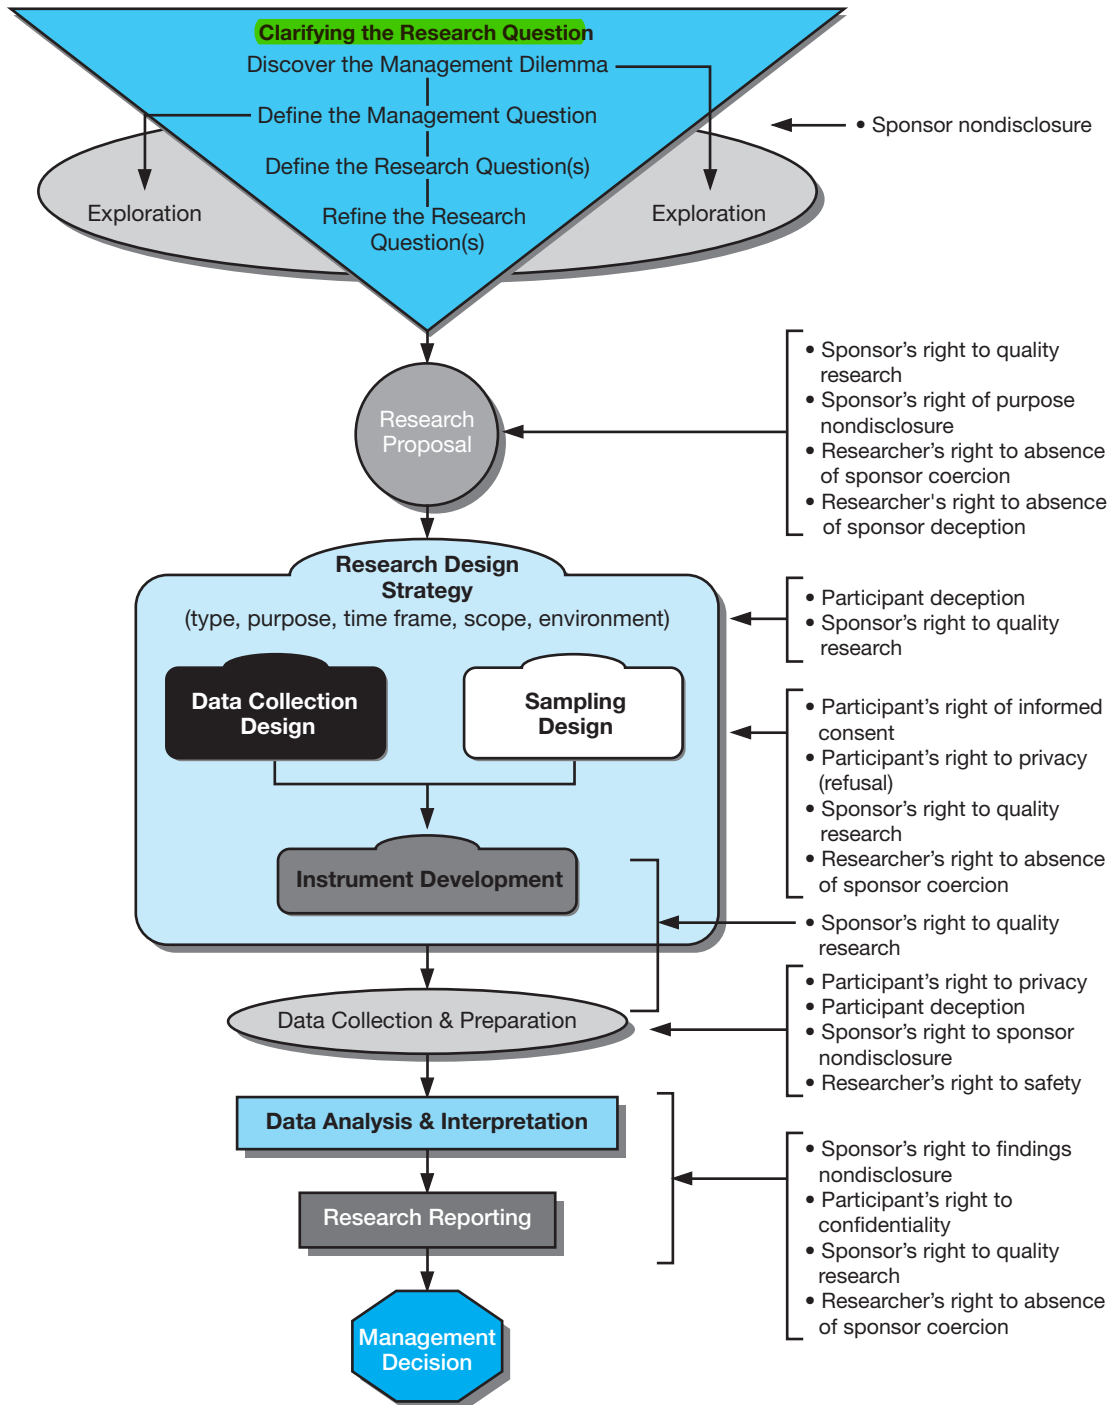 Clarifying the Research Question
Discover the Management Dilemma
Define the Management Question
• Sponsor nondisclosure
Define the Research Question(s)
Exploration
Refine the Research
Question(s)
Exploration
• Sponsor's right to quality
research
• Sponsor's right of purpose
nondisclosure
• Researcher's right to absence
of sponsor coercion
• Researcher's right to absence
of sponsor deception
Research
Proposal
Research Design
Strategy
(type, purpose, time frame, scope, environment)
• Participant deception
• Sponsor's right to quality
research
Data Collection
Design
Sampling
Design
• Participant's right of informed
consent
• Participant's right to privacy
(refusal)
• Sponsor's right to quality
research
• Researcher's right to absence
of sponsor coercion
Instrument Development
• Sponsor's right to quality
research
• Participant's right to privacy
• Participant deception
• Sponsor's right to sponsor
nondisclosure
• Researcher's right to safety
Data Collection & Preparation
Data Analysis & Interpretation
• Sponsor's right to findings
nondisclosure
• Participant's right to
confidentiality
• Sponsor's right to quality
research
• Researcher's right to absence
of sponsor coercion
Research Reporting
Management
Decision